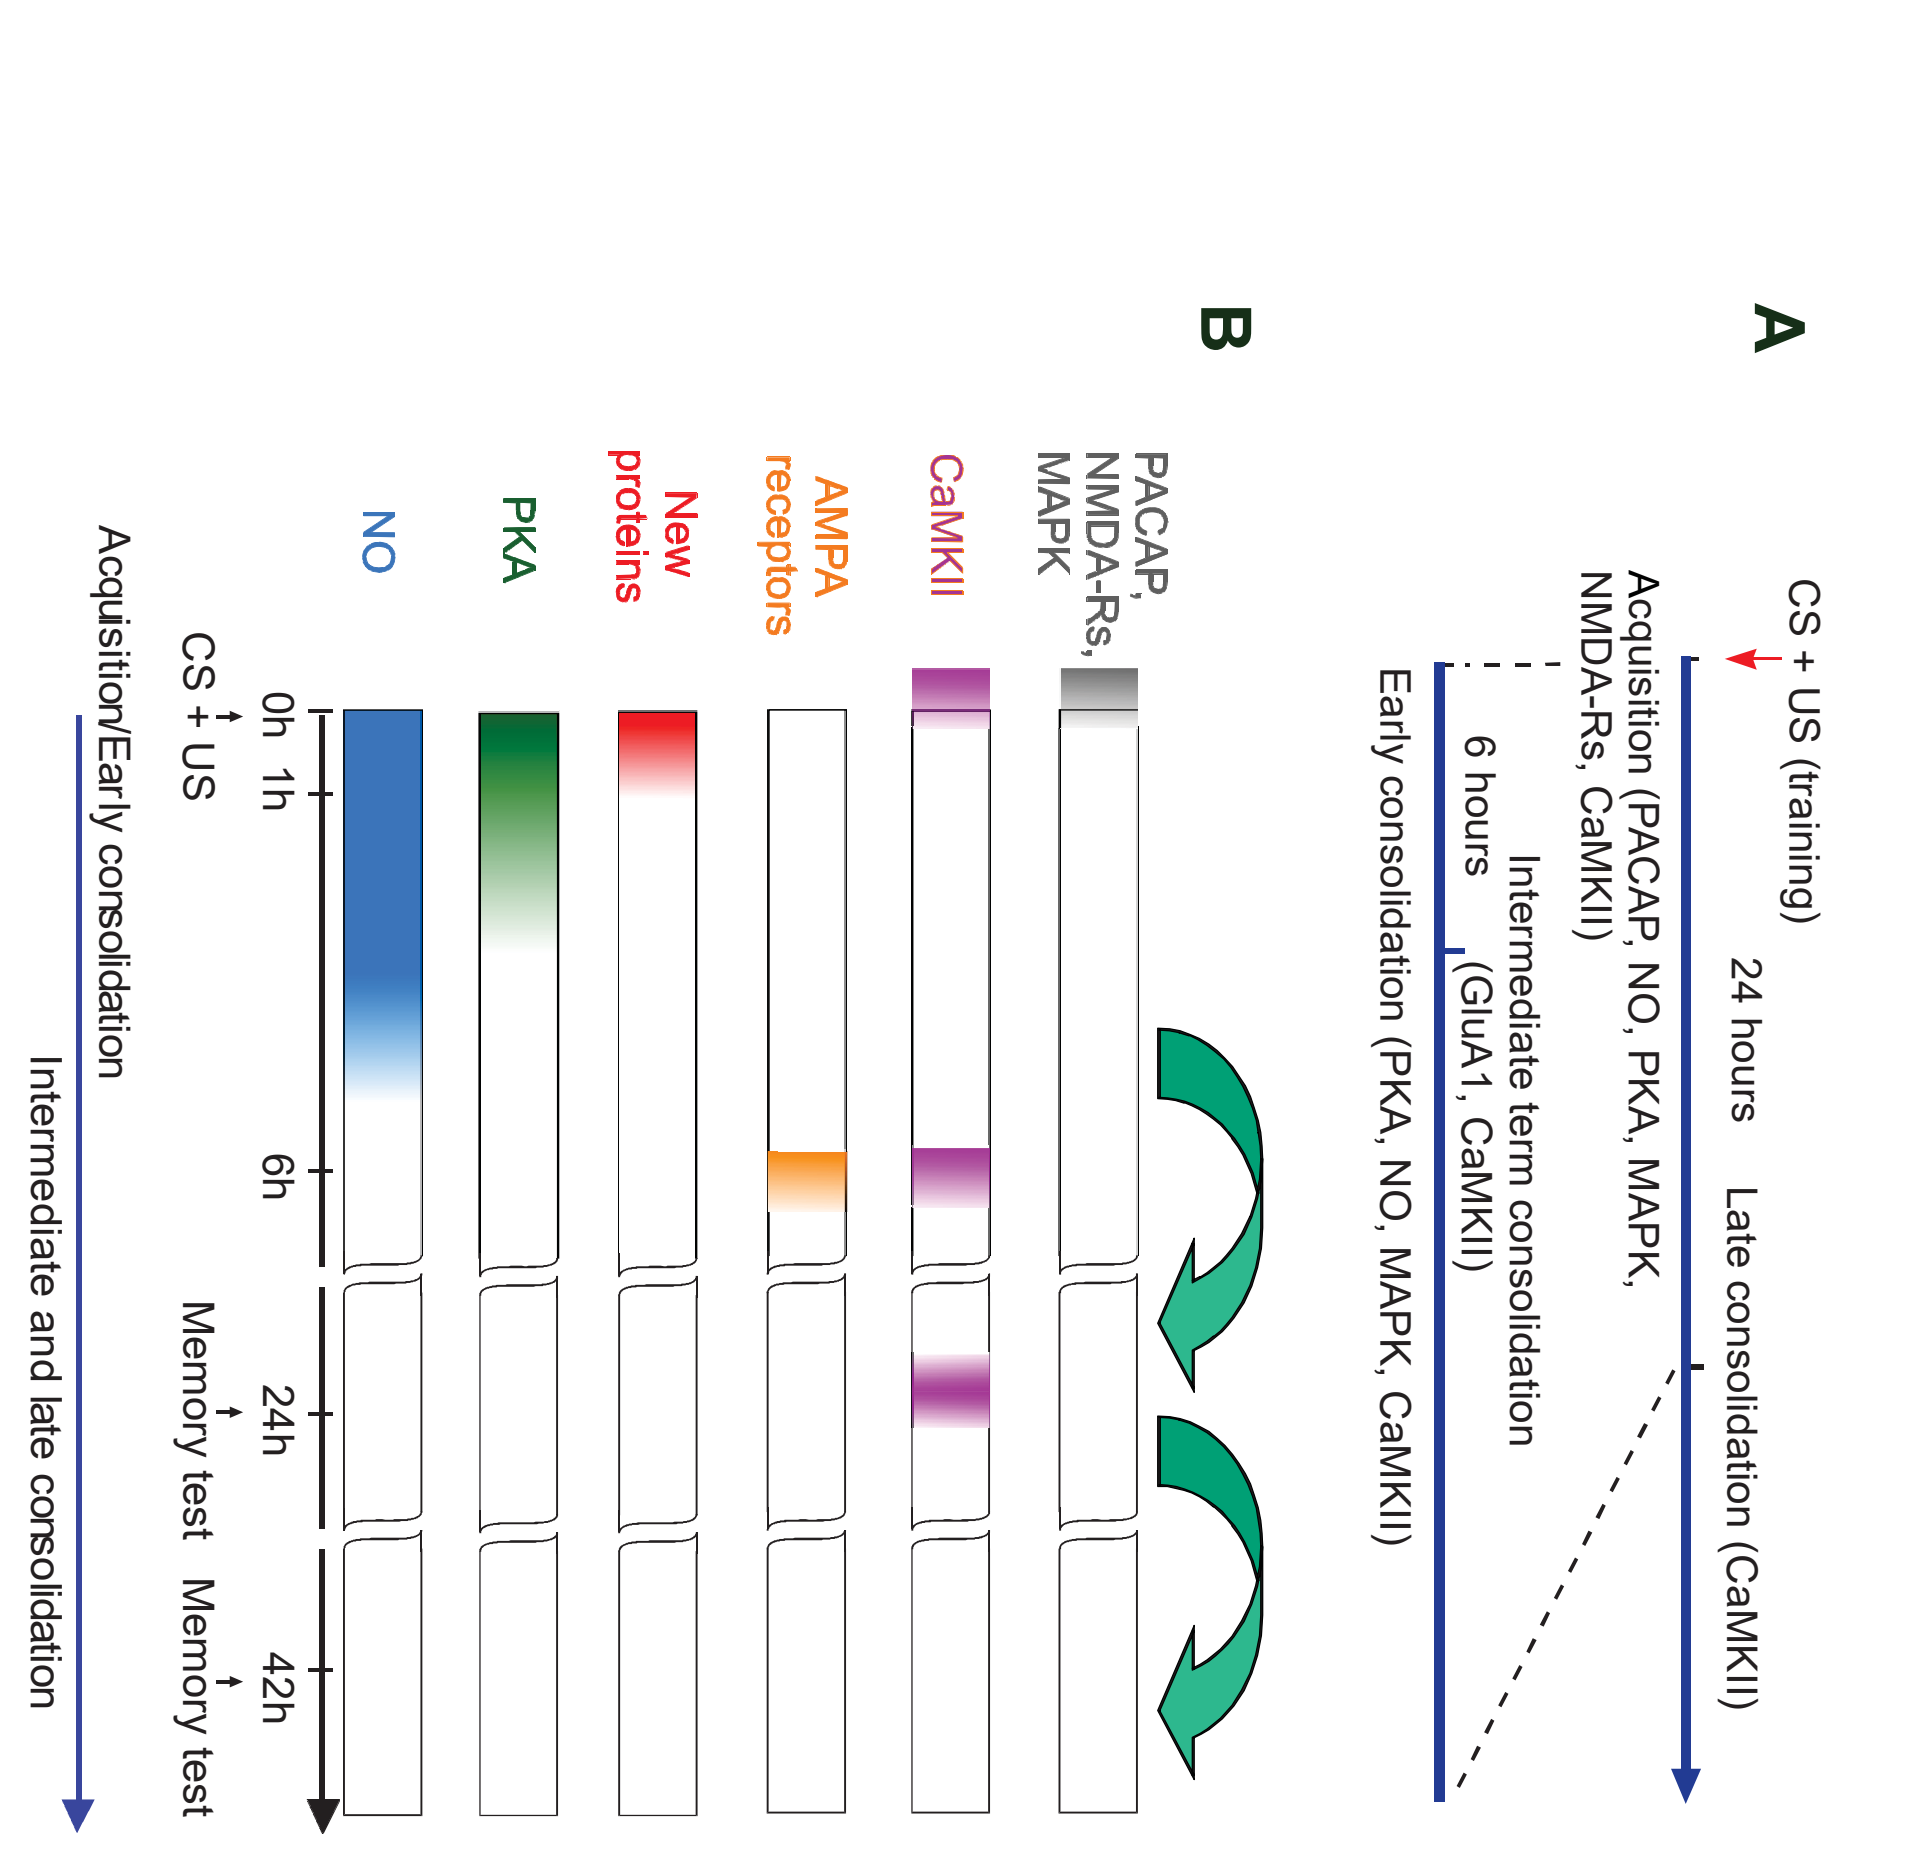 A
CS + US (training)
24 hours
Late consolidation (CaMKII)
Acquisition (PACAP, NO, PKA, MAPK,
NMDA-Rs, CaMKII)
Intermediate term consolidation
6 hours
(GluA1, CaMKII)
Early consolidation (PKA, NO, MAPK, CaMKII)
B
PACAP,
NMDA-Rs,
MAPK
CaMKII
AMPA
receptors
New
proteins
PKA
NO
0h 1h 6h 24h 42h
CS + US Memory test Memory test
Acquisition/Early consolidation
Intermediate and late consolidation